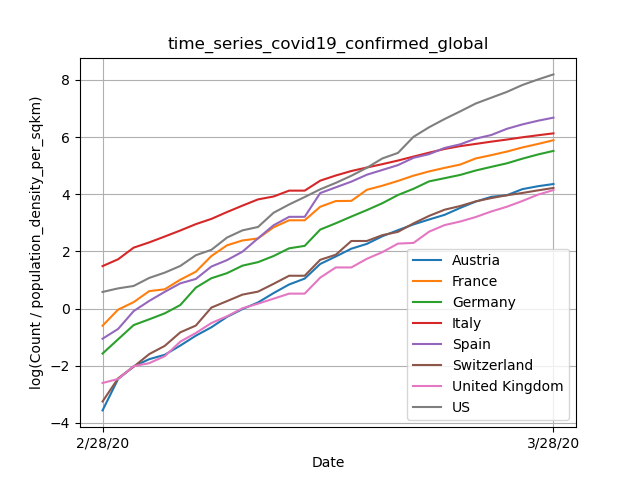 time_series_covid19_confirmed_global
log(Count / population_density_per_sqkm)
8
6
4
2
0
−2
−4
Austria
France
Germany
Italy
Spain
Switzerland
United Kingdom
US
2/28/20 3/28/20
Date